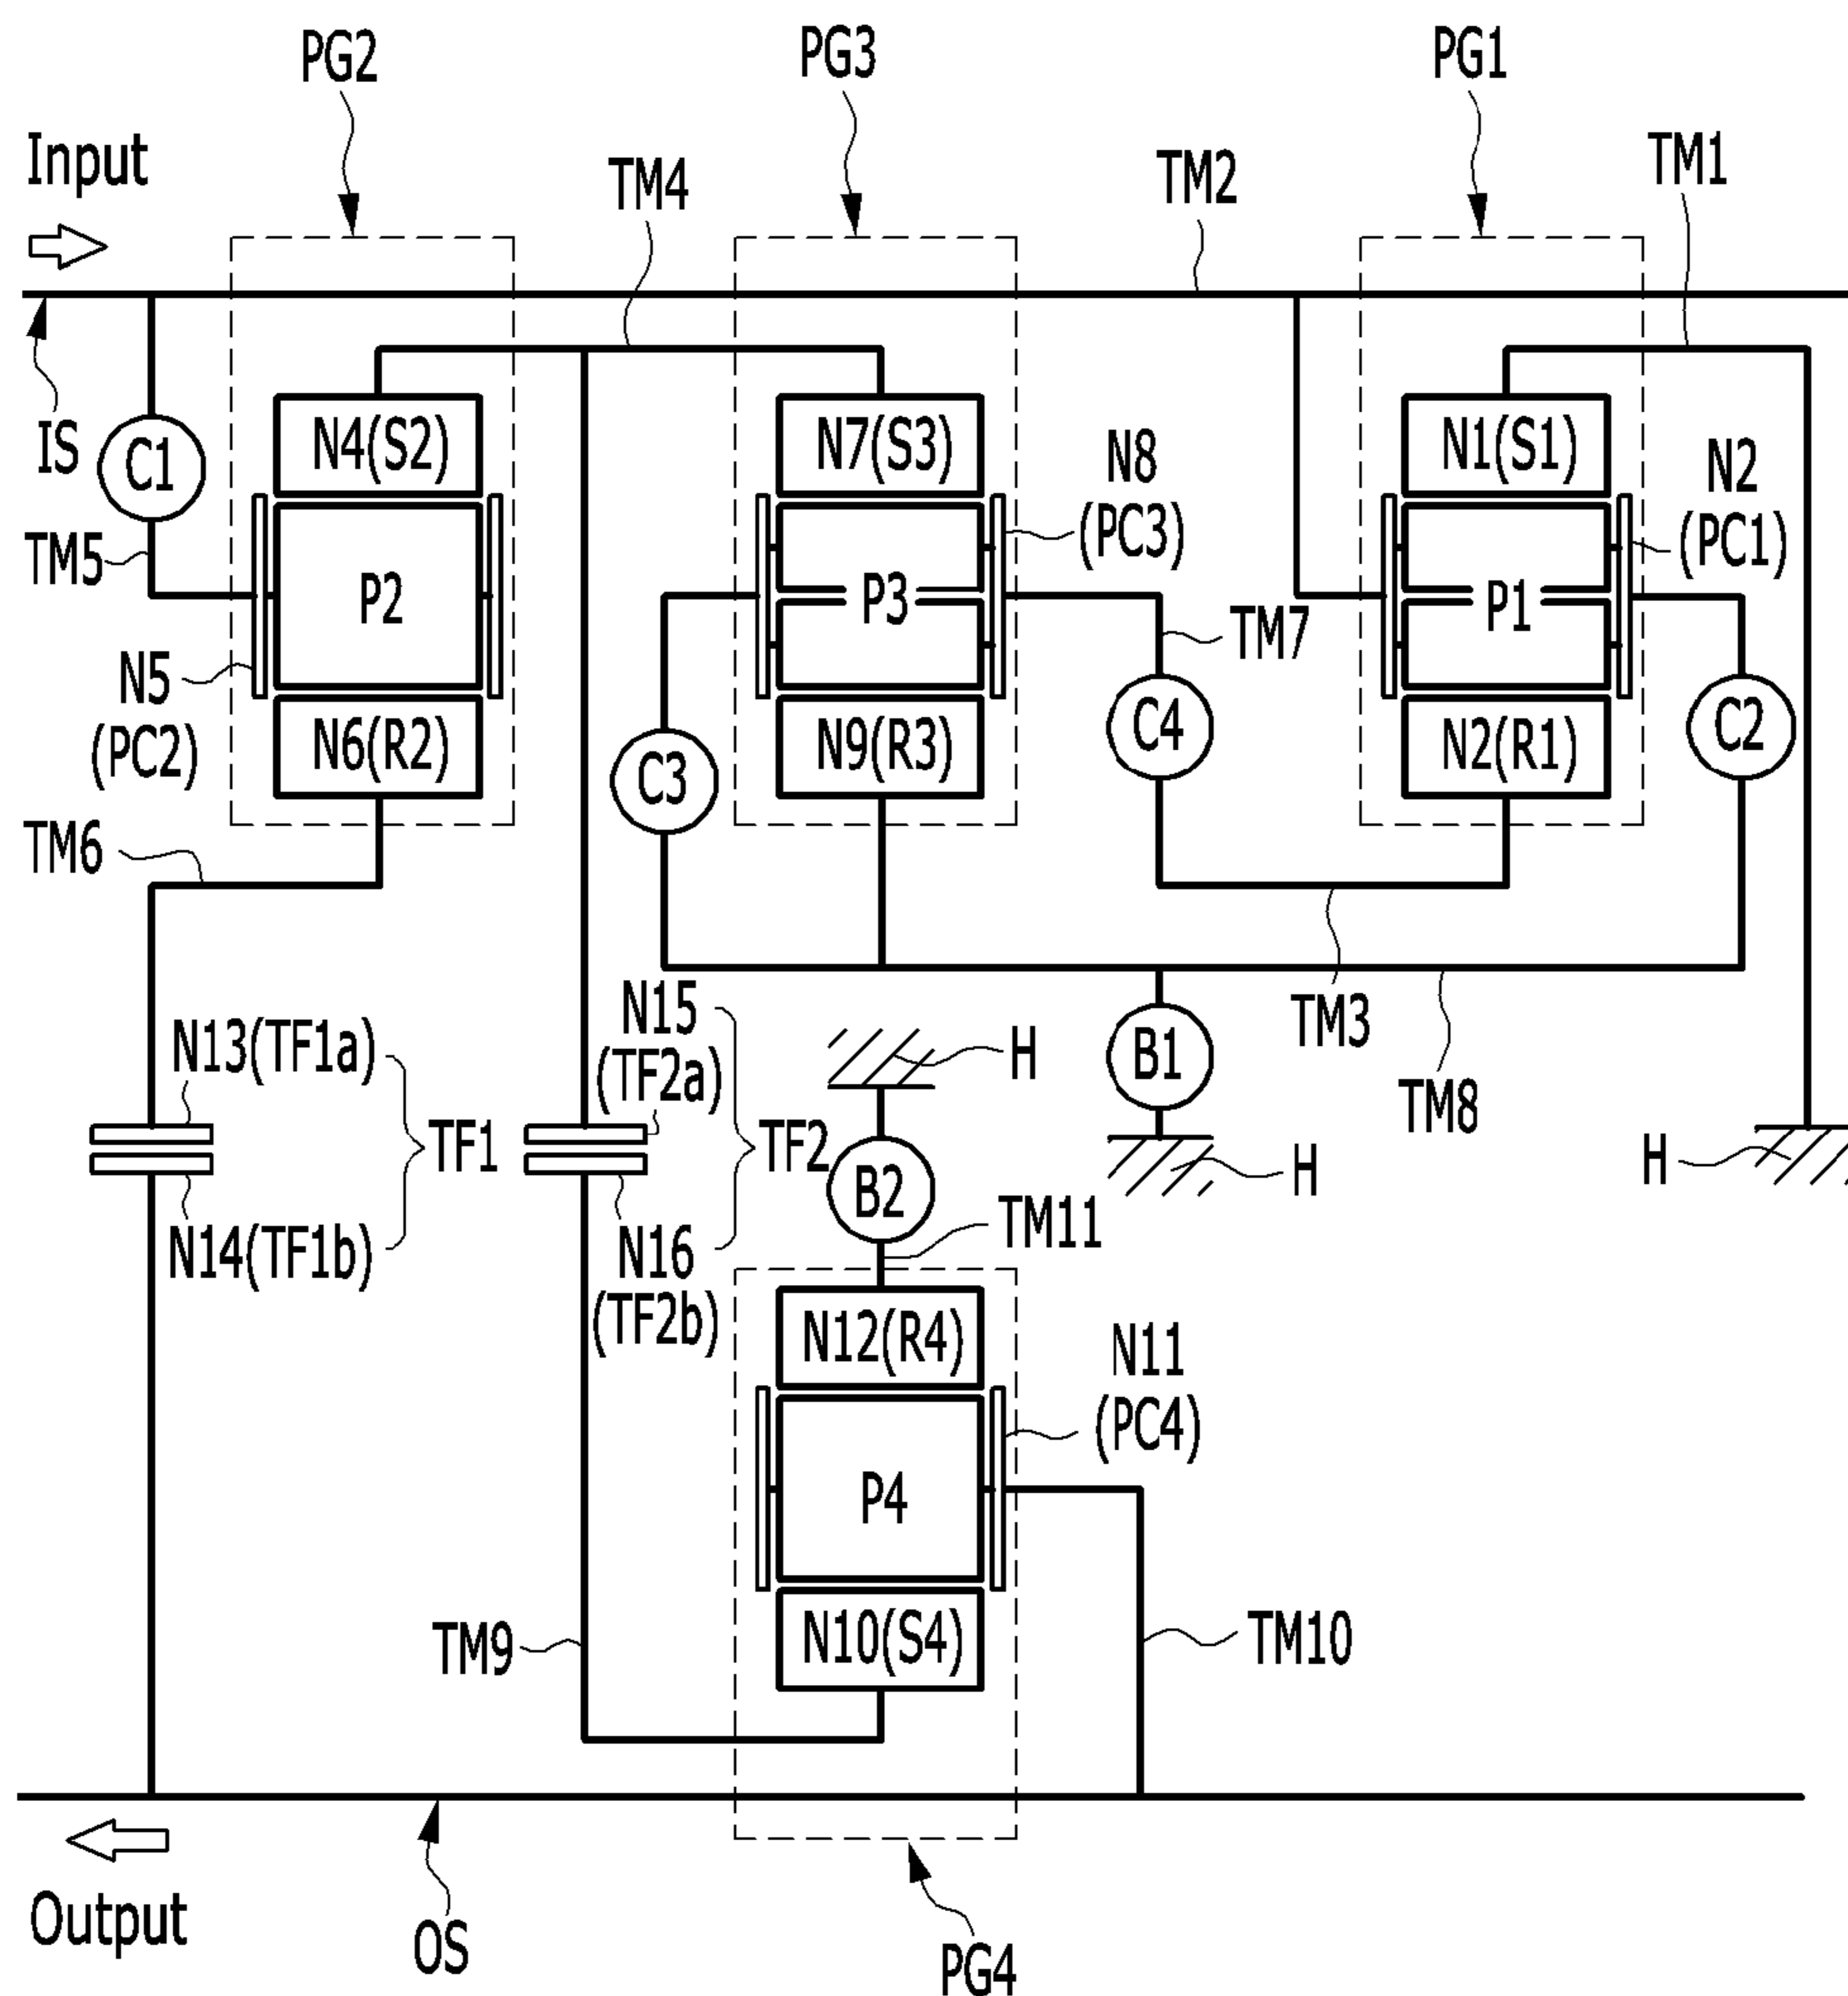 PG2
PG3
PG1
Input
TM4
TM2
TM1
IS
C1
N4(S2)
N7(S3)
N8
(PC3)
N1(S1)
N2
(PC1)
TM5
P2
P3
P1
TM7
N5
(PC2)
N6(R2)
C3
N9(R3)
C4
N2(R1)
C2
TM6
N13(TF1a)
TF1
N14(TF1b)
N15
(TF2a)
TF2
N16
(TF2b)
H
B1
TM3
TM8
H
H
B2
TM11
N12(R4)
N11
(PC4)
P4
TM9
N10(S4)
TM10
Output
OS
PG4